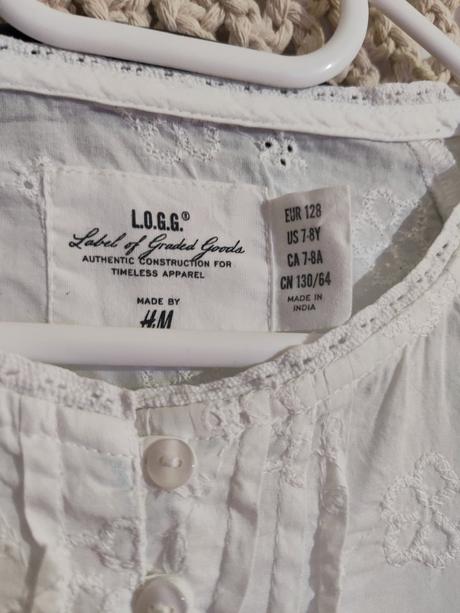 L.O.G.G.®
Label of Graded Goods
AUTHENTIC CONSTRUCTION FOR
TIMELESS APPAREL
MADE BY
H&M
EUR 128
US 7-8Y
CA 7-8A
CN 130/64
MADE IN
INDIA